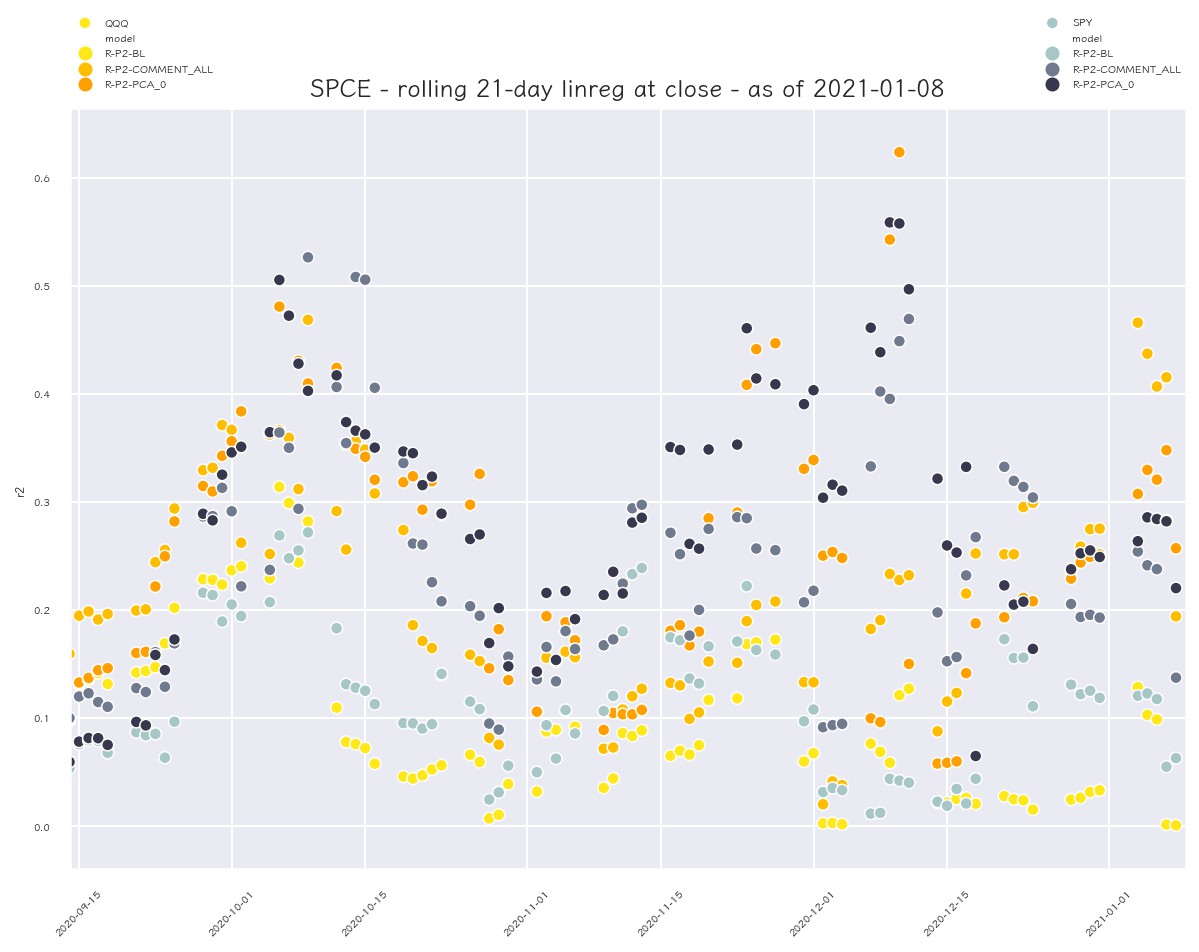 QQQ
model
R-P2-BL
R-P2-COMMENT_ALL
R-P2-PCA_0
SPY
model
R-P2-BL
R-P2-COMMENT_ALL
R-P2-PCA_0
SPCE - rolling 21-day linreg at close - as of 2021-01-08
r2
0.6
0.5
0.4
0.3
0.2
0.1
0.0
2020-09-15
2020-10-01
2020-10-15
2020-11-01
2020-11-15
2020-12-01
2020-12-15
2021-01-01